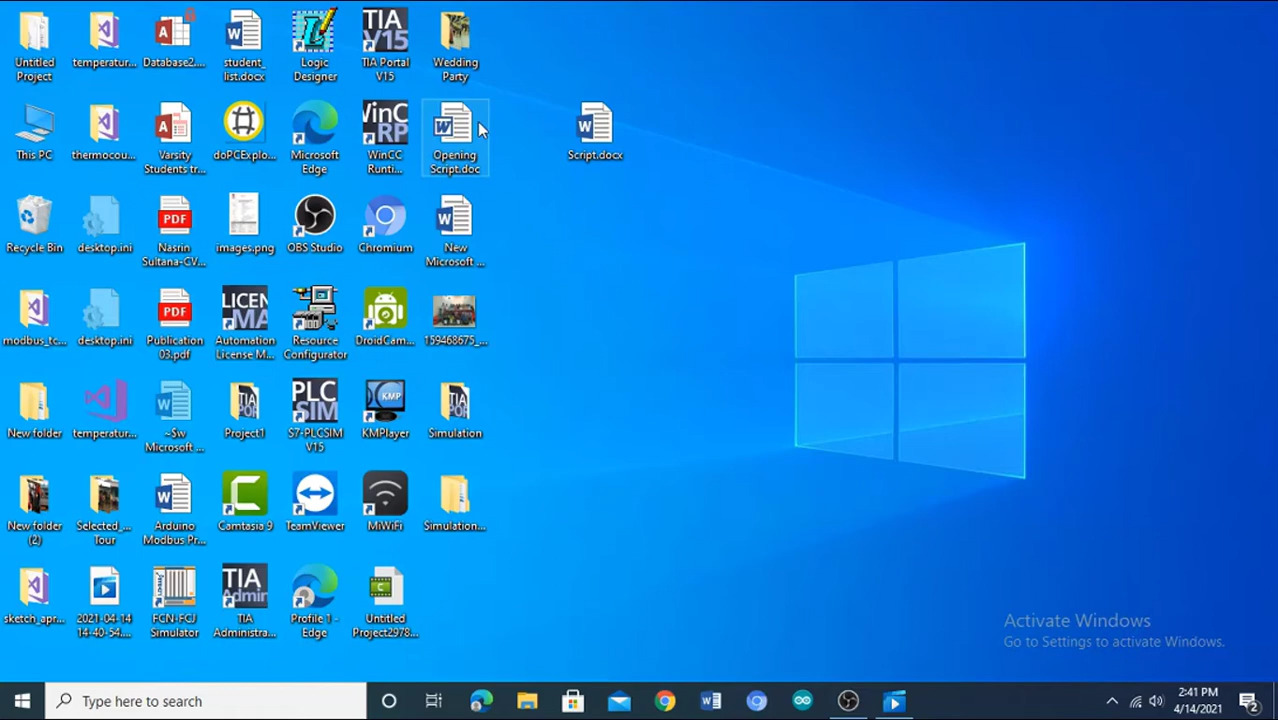 Untitled
Project
temperatur...
Database2....
student_
list.docx
Logic
Designer
TIA
V15
TIA Portal
V15
Wedding
Party
This PC
thermocou...
Varsity
Students tr...
doPCExplo...
Microsoft
Edge
WinCC
RP
WinCC
Runti...
Opening
Script.doc
Script.docx
Recycle Bin
desktop.ini
PDF
Nasrin
Sultana-CV...
images.png
OBS Studio
Chromium
New
Microsoft ...
modbus_tc...
desktop.ini
PDF
Publication
03.pdf
LICEN
MA
Automation
License M...
Resource
Configurator
DroidCam...
159468675_...
New folder
temperatur...
~$w
Microsoft ...
Project1
PLC
SIM
S7-PLCSIM
V15
KMP
KMPlayer
Simulation
New folder
(2)
Selected_...
Tour
Arduino
Modbus Pr...
Camtasia 9
TeamViewer
MiWiFi
Simulation...
sketch_apr...
2021-04-14
14-40-54....
FCN-FCJ
Simulator
TIA
Admin
TIA
Administra...
Profile 1 -
Edge
Untitled
Project2978...
Activate Windows
Go to Settings to activate Windows.
Type here to search
2:41 PM
4/14/2021
2